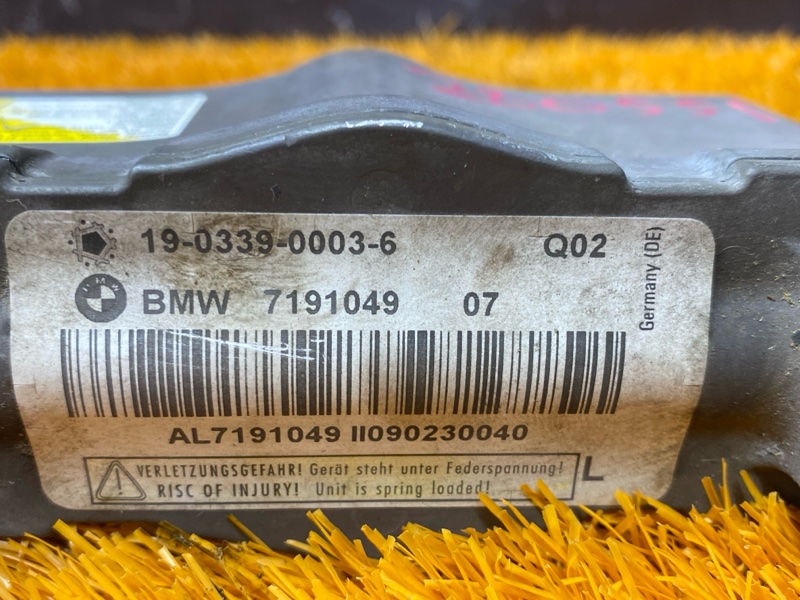 19-0339-0003-6 Q02
BMW 7191049 07
Germany (DE)
AL7191049 II090230040
VERLETZUNGSGEFAHR! Gerät steht unter Federspannung!
RISC OF INJURY! Unit is spring loaded!
L